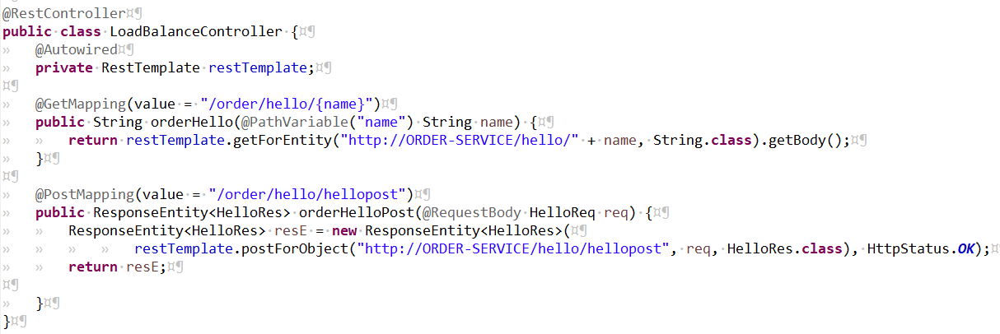 @RestController¤¶
public·class·LoadBalanceController·{¤¶
»	@Autowired¤¶
»	private·RestTemplate·restTemplate;¤¶
¤¶
»	@GetMapping(value·=·"/order/hello/{name}")¤¶
»	public·String·orderHello(@PathVariable("name")·String·name)·{¤¶
»	»	return·restTemplate.getForEntity("http://ORDER-SERVICE/hello/"·+·name,·String.class).getBody();¤¶
»	}¤¶
¤¶
»	@PostMapping(value·=·"/order/hello/hellopost")¤¶
»	public·ResponseEntity<HelloRes>·orderHelloPost(@RequestBody·HelloReq·req)·{¤¶
»	»	ResponseEntity<HelloRes>·resE·=·new·ResponseEntity<HelloRes>(¤¶
»	»	»	»	restTemplate.postForObject("http://ORDER-SERVICE/hello/hellopost",·req,·HelloRes.class),·HttpStatus.OK);¤
»	»	return·resE;¤¶
¤¶
»	}¤¶
}¤¶